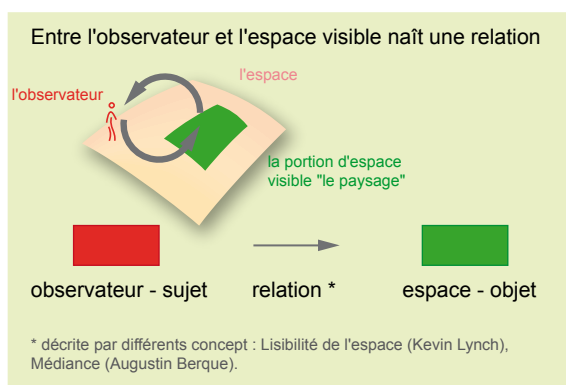 Entre l'observateur et l'espace visible naît une relation
l'espace
l'observateur
la portion d'espace
visible "le paysage"
observateur - sujet relation * espace - objet
* décrite par différents concept : Lisibilité de l'espace (Kevin Lynch),
Médiance (Augustin Berque).